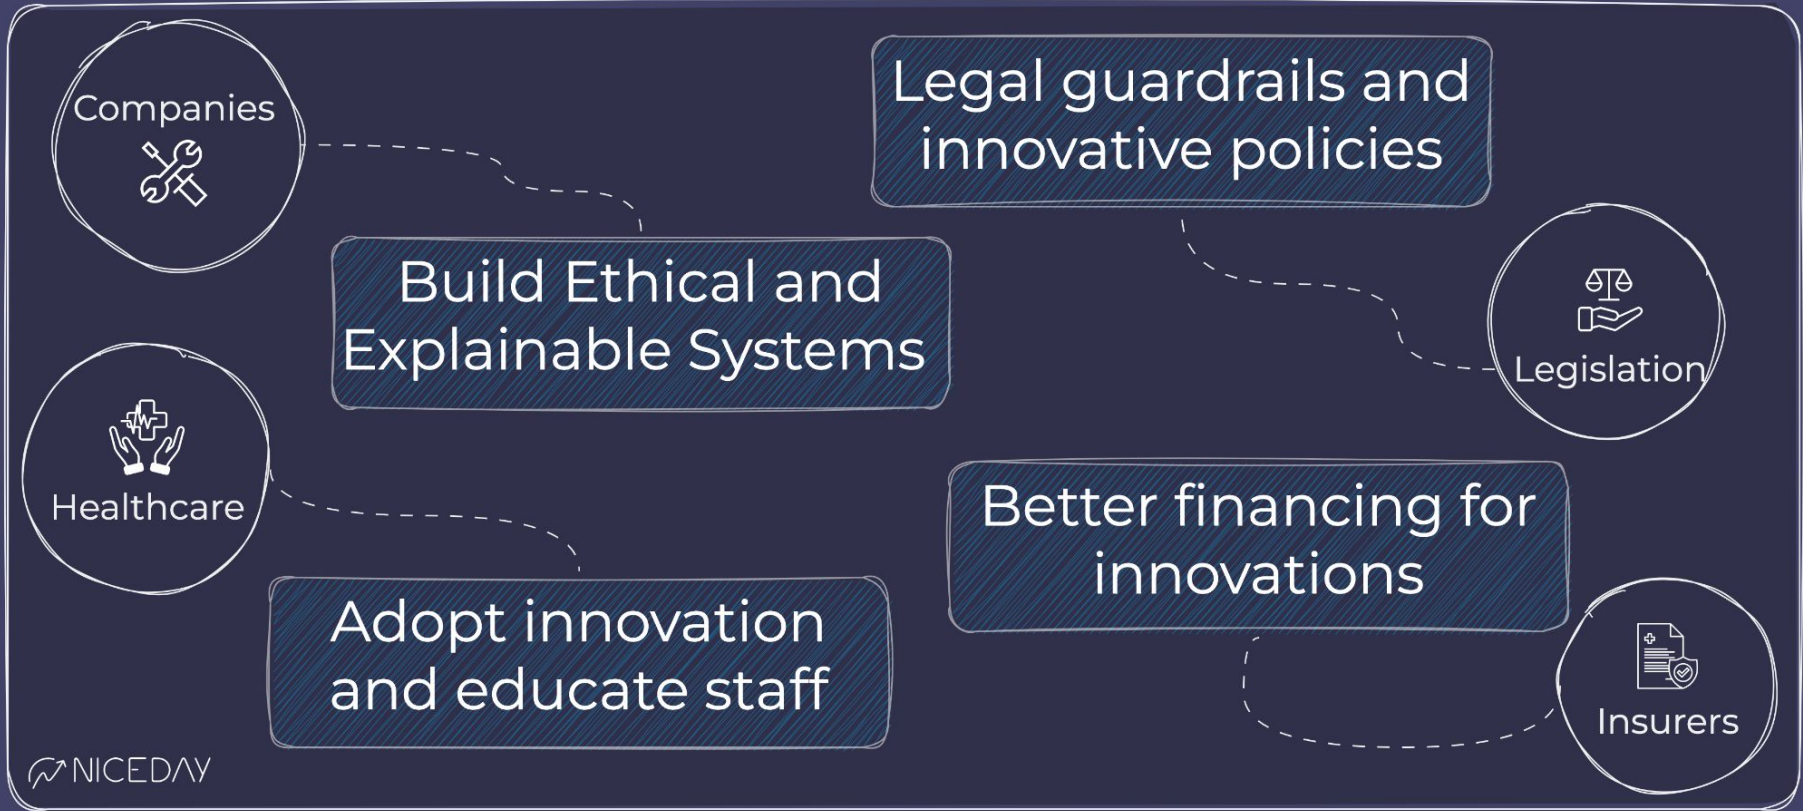 Companies
Legal guardrails and
innovative policies
Build Ethical and
Explainable Systems
Legislation
Healthcare
Better financing for
innovations
Adopt innovation
and educate staff
Insurers
NICEDAY